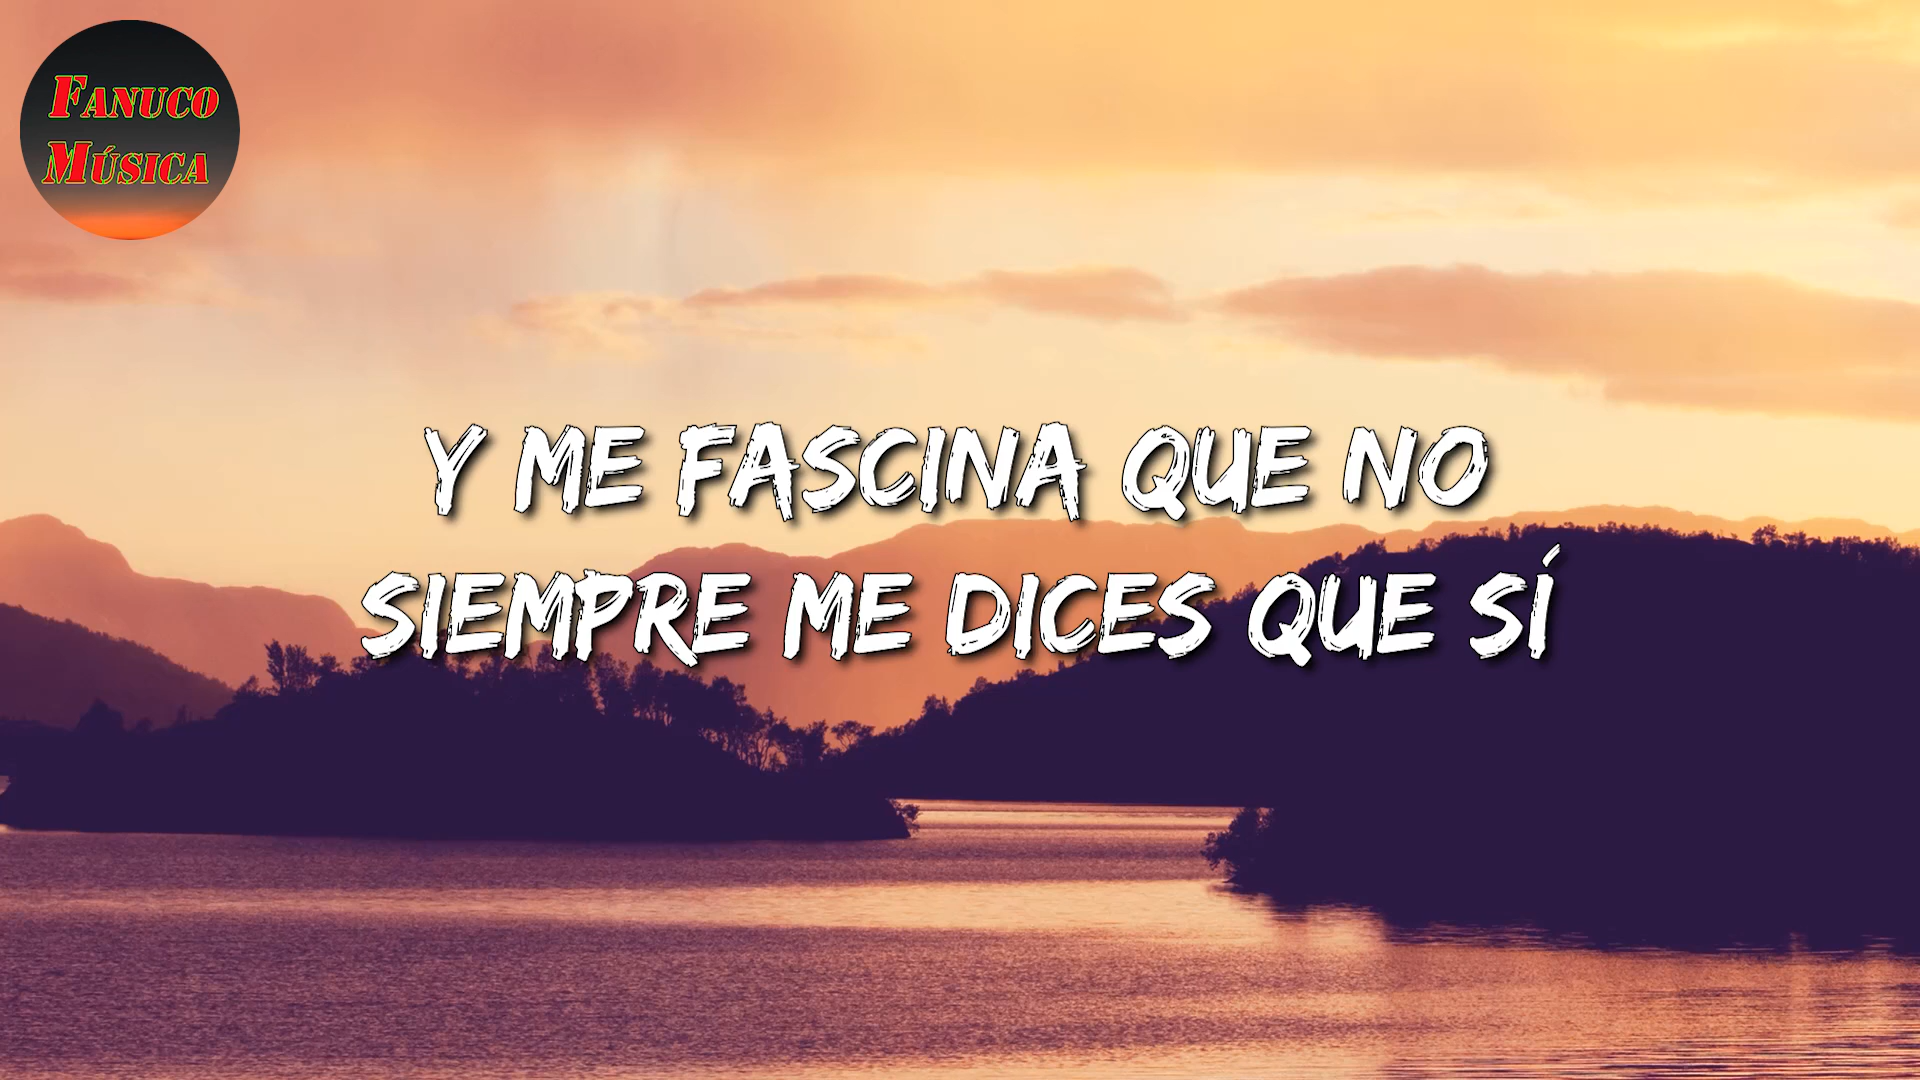 FANUCO
MÚSICA
Y ME FASCINA QUE NO
SIEMPRE ME DICES QUE SÍ